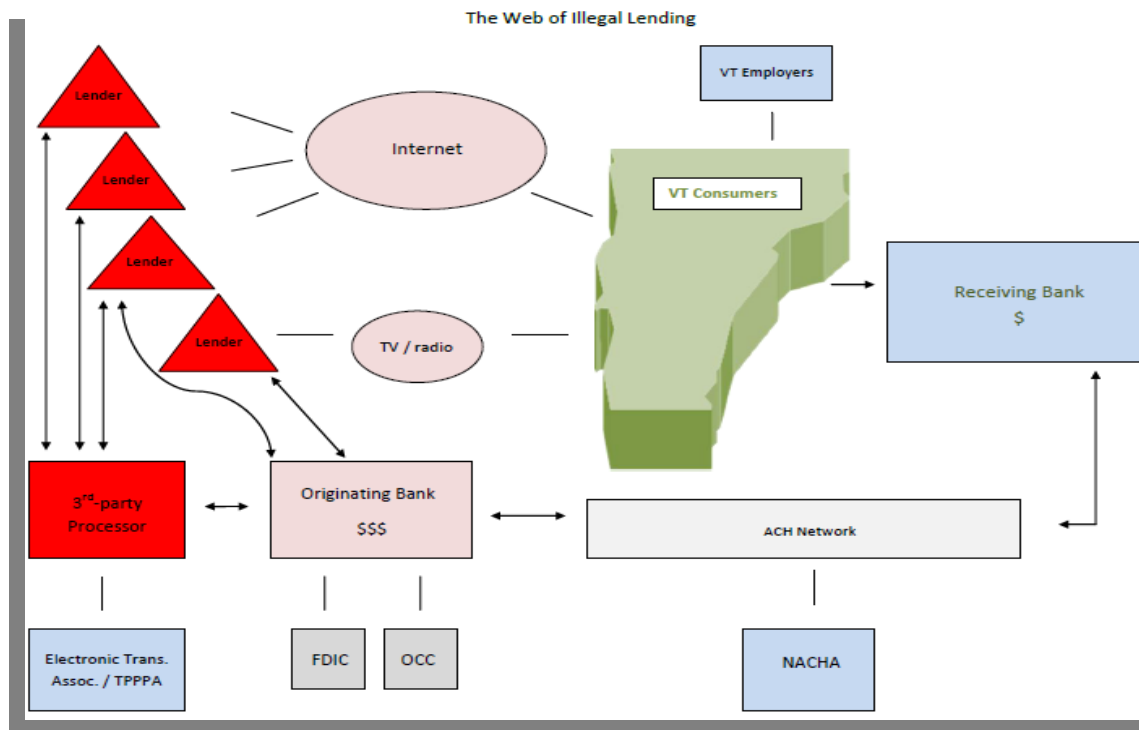 The Web of Illegal Lending
Lender
VT Employers
Internet
Lender
VT Consumers
Lender
Receiving Bank
$
Lender
TV / radio
3rd-party
Processor
Originating Bank
$$$
ACH Network
Electronic Trans.
Assoc. / TPPPA
FDIC
OCC
NACHA